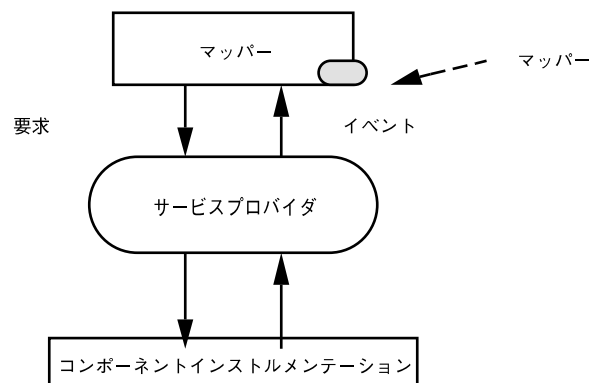 マッパー
マッパー
要求
イベント
サービスプロバイダ
コンポーネントインストルメンテーション